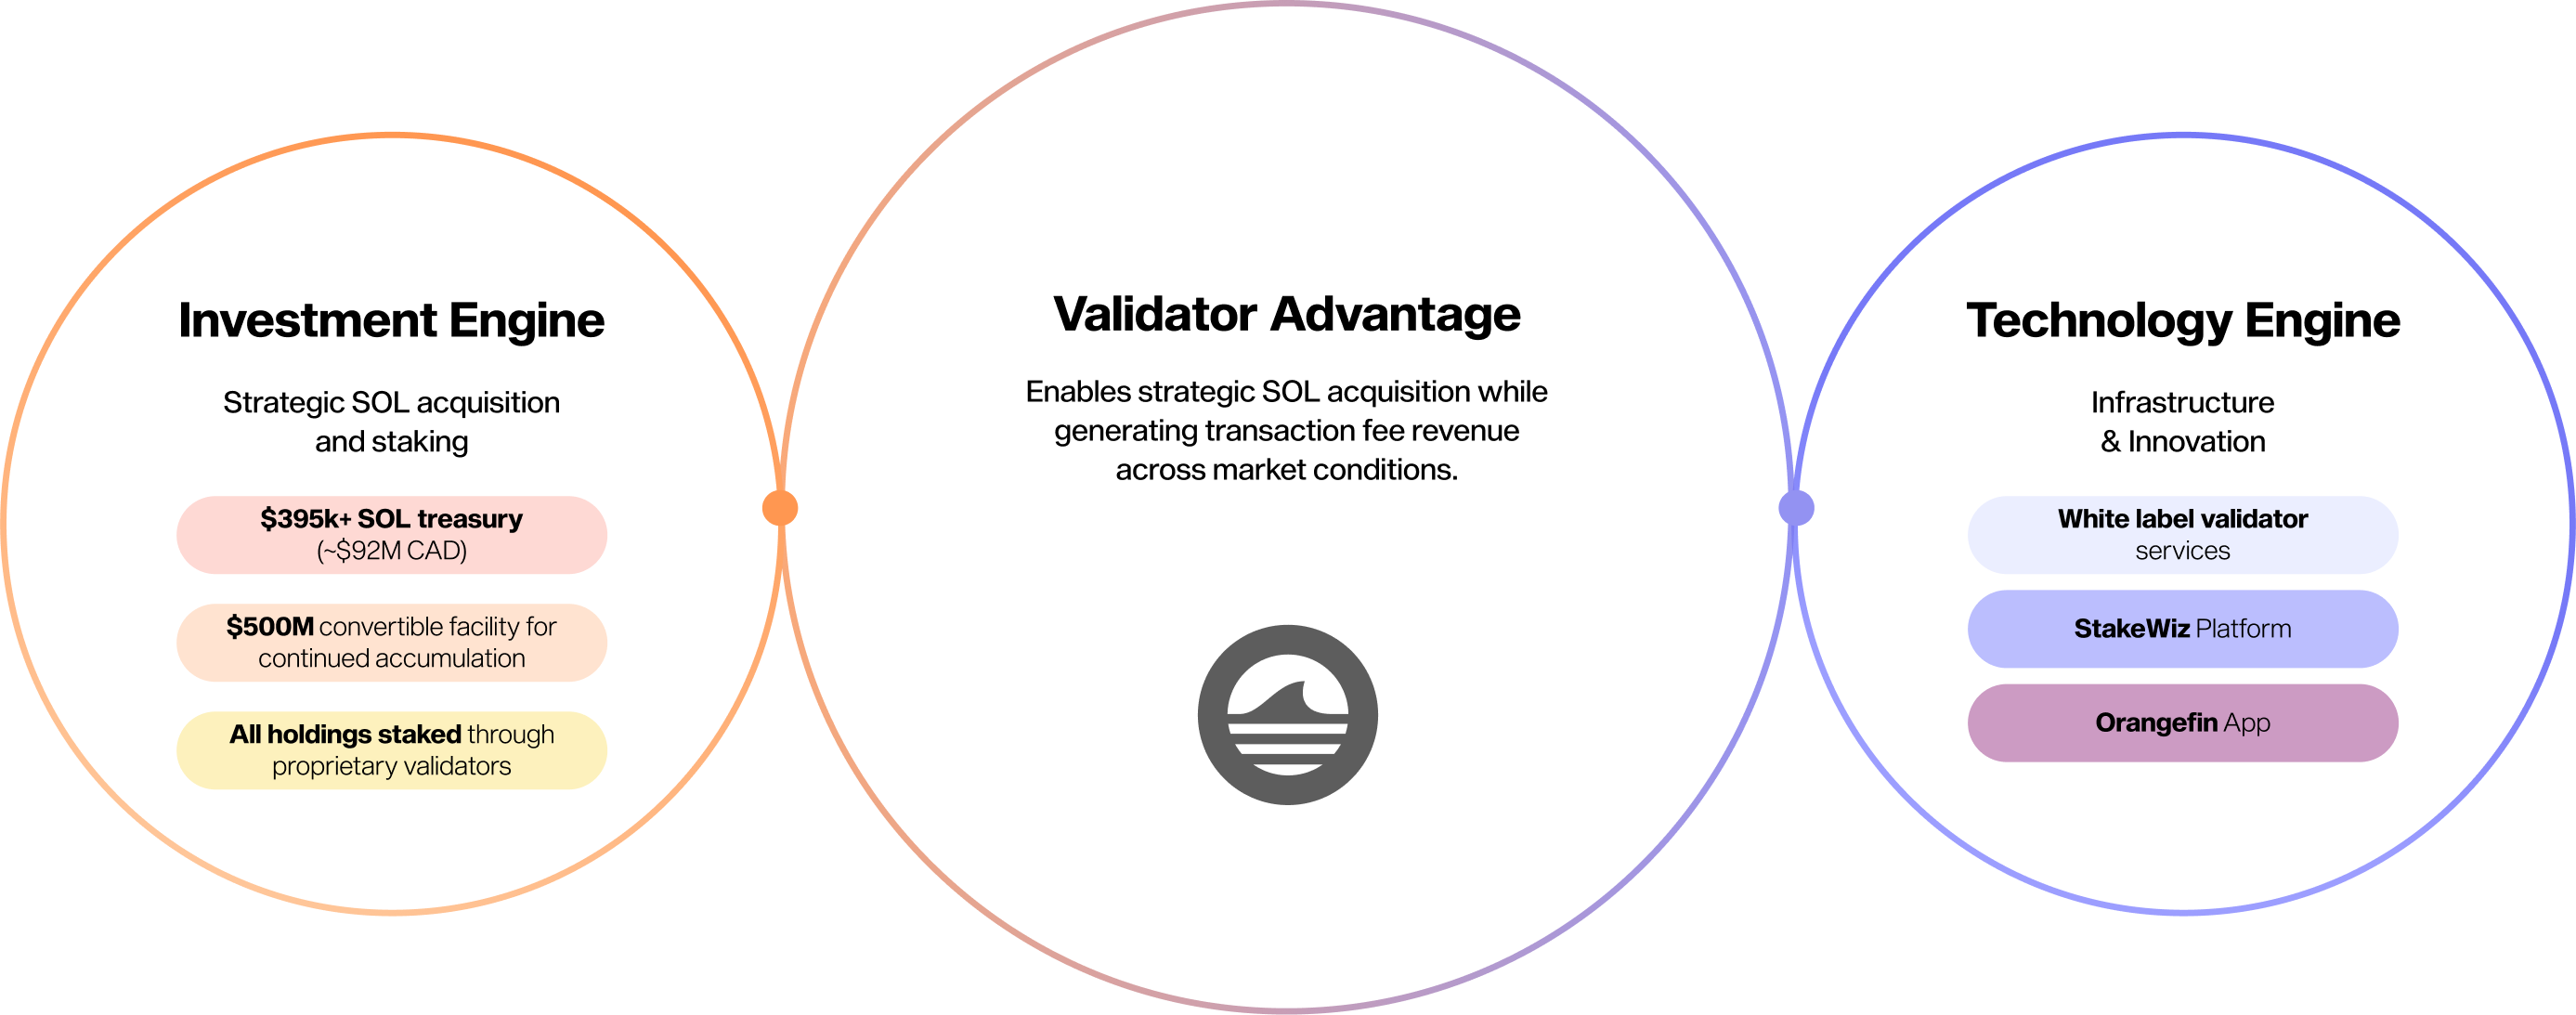 Investment Engine
Strategic SOL acquisition
and staking
$395k+ SOL treasury
(~$92M CAD)
$500M convertible facility for
continued accumulation
All holdings staked through
proprietary validators
Validator Advantage
Enables strategic SOL acquisition while
generating transaction fee revenue
across market conditions.
Technology Engine
Infrastructure
& Innovation
White label validator
services
StakeWiz Platform
Orangefin App